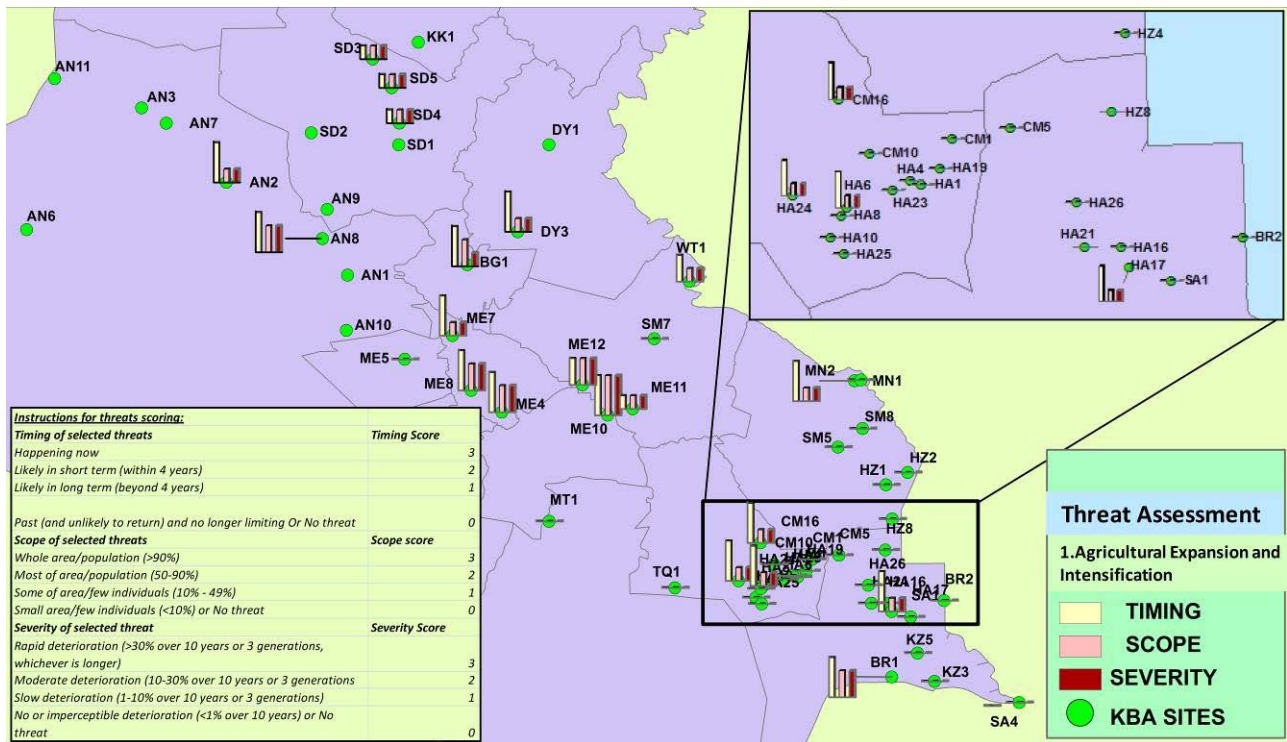 KK1
SD3
AN11
SD5
AN3
SD4
AN7
SD2
DY1
SD1
AN2
AN9
AN6
DY3
AN8
BG1
WT1
AN1
ME7
AN10
SM7
ME12
ME5
ME8
ME11
ME4
ME10
MN2
MN1
SM8
SM5
HZ2
HZ1
MT1
CM16
HZ8
CM5
CM1
CM10
HA19
HA26
TQ1
BR2
HA16
HA17
KZ5
BR1
KZ3
SA4
HZ4
CM16
HZ8
CM5
CM1
CM10
HA19
HA4
HA1
HA6
HA24
HA23
HA26
HA8
HA10
HA21
HA16
BR2
HA25
HA17
SA1
Instructions for threats scoring:
Timing of selected threats Timing Score
Happening now 3
Likely in short term (within 4 years) 2
Likely in long term (beyond 4 years) 1
Past (and unlikely to return) and no longer limiting Or No threat 0
Scope of selected threats Scope score
Whole area/population (>90%) 3
Most of area/population (50-90%) 2
Some of area/few individuals (10% - 49%) 1
Small area/few individuals (<10%) or No threat 0
Severity of selected threat Severity Score
Rapid deterioration (>30% over 10 years or 3 generations,
whichever is longer) 3
Moderate deterioration (10-30% over 10 years or 3 generations 2
Slow deterioration (1-10% over 10 years or 3 generations) 1
No or imperceptible deterioration (<1% over 10 years) or No
threat 0
Threat Assessment
1.Agricultural Expansion and
Intensification
TIMING
SCOPE
SEVERITY
KBA SITES